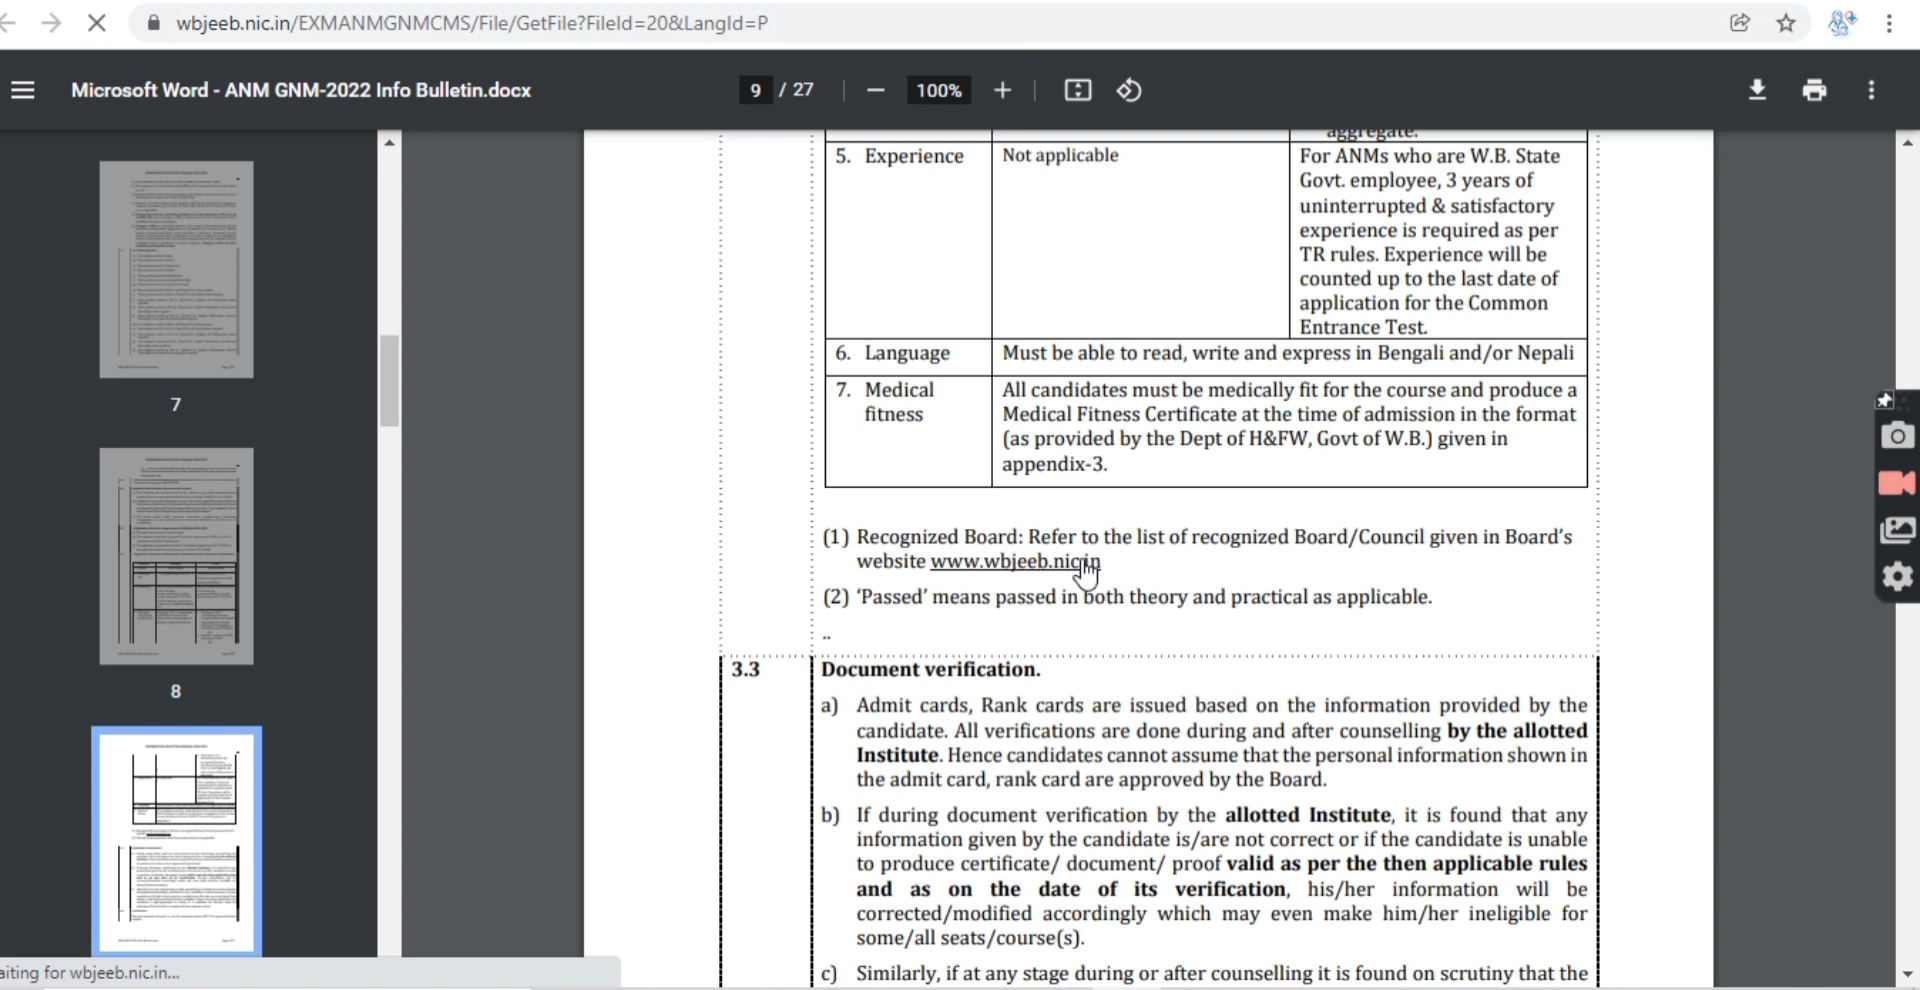 wbjeeb.nic.in/EXMANMGNMCMS/File/GetFile?FileId=20&LangId=P
Microsoft Word - ANM GNM-2022 Info Bulletin.docx
9 / 27
100%
7
8
aggregate.
5. Experience
Not applicable
For ANMs who are W.B. State
Govt. employee, 3 years of
uninterrupted & satisfactory
experience is required as per
TR rules. Experience will be
counted up to the last date of
application for the Common
Entrance Test.
6. Language
Must be able to read, write and express in Bengali and/or Nepali
7. Medical
fitness
All candidates must be medically fit for the course and produce a
Medical Fitness Certificate at the time of admission in the format
(as provided by the Dept of H&FW, Govt of W.B.) given in
appendix-3.
(1) Recognized Board: Refer to the list of recognized Board/Council given in Board’s
website www.wbjeeb.nic.in
(2) ‘Passed’ means passed in both theory and practical as applicable.
..
3.3 Document verification.
a) Admit cards, Rank cards are issued based on the information provided by the
candidate. All verifications are done during and after counselling by the allotted
Institute. Hence candidates cannot assume that the personal information shown in
the admit card, rank card are approved by the Board.
b) If during document verification by the allotted Institute, it is found that any
information given by the candidate is/are not correct or if the candidate is unable
to produce certificate/ document/ proof valid as per the then applicable rules
and as on the date of its verification, his/her information will be
corrected/modified accordingly which may even make him/her ineligible for
some/all seats/course(s).
c) Similarly, if at any stage during or after counselling it is found on scrutiny that the
aiting for wbjeeb.nic.in...